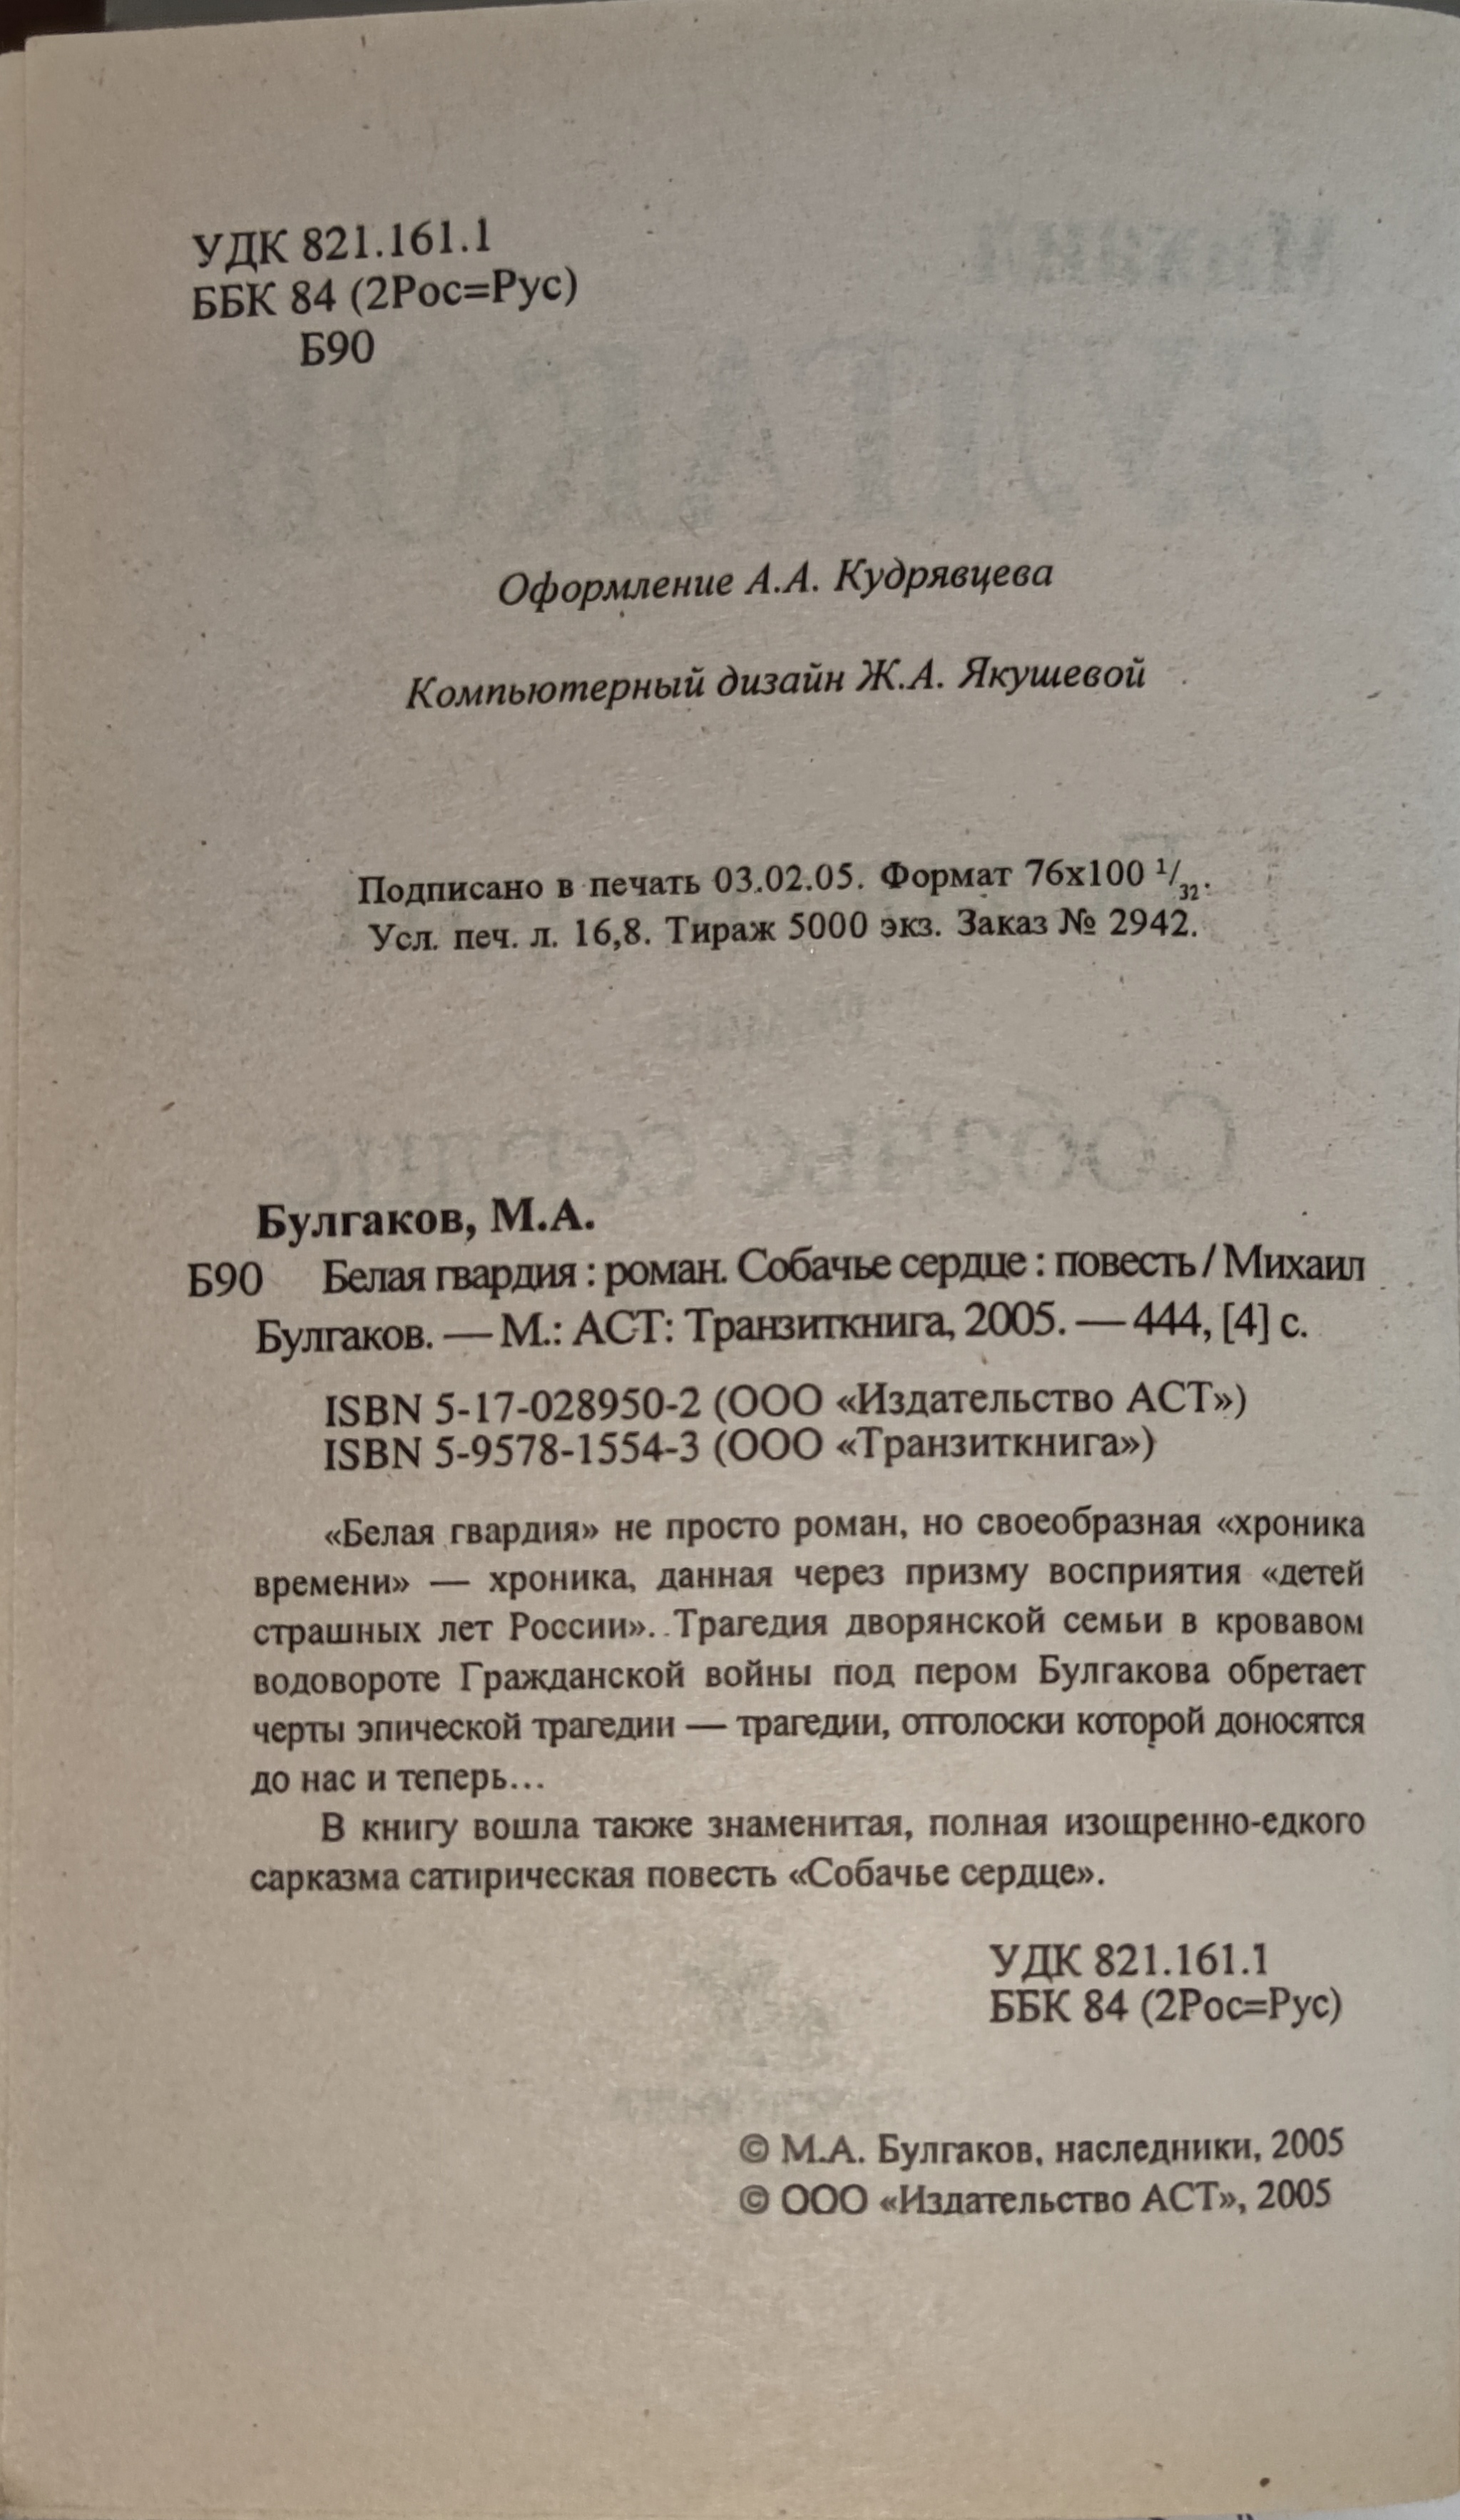 УДК 821.161.1
ББК 84 (2Рос=Рус)
Б90
Оформление А.А. Кудрявцева
Компьютерный дизайн Ж.А. Якушевой
Подписано в печать 03.02.05. Формат 76х100 1/32.
Усл. печ. л. 16,8. Тираж 5000 экз. Заказ № 2942.
Булгаков, М.А.
Б90 Белая гвардия : роман. Собачье сердце : повесть / Михаил
Булгаков. — М.: АСТ: Транзиткнига, 2005. — 444, [4] с.
ISBN 5-17-028950-2 (ООО «Издательство АСТ»)
ISBN 5-9578-1554-3 (ООО «Транзиткнига»)
«Белая гвардия» не просто роман, но своеобразная «хроника
времени» — хроника, данная через призму восприятия «детей
страшных лет России». Трагедия дворянской семьи в кровавом
водовороте Гражданской войны под пером Булгакова обретает
черты эпической трагедии — трагедии, отголоски которой доносятся
до нас и теперь...
В книгу вошла также знаменитая, полная изощренно-едкого
сарказма сатирическая повесть «Собачье сердце».
УДК 821.161.1
ББК 84 (2Рос=Рус)
© М.А. Булгаков, наследники, 2005
© ООО «Издательство АСТ», 2005